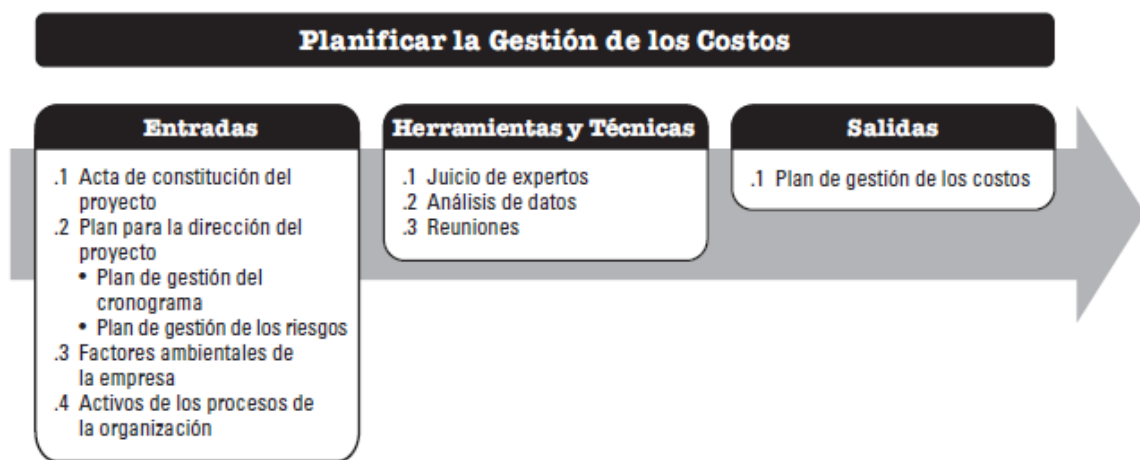 Planificar la Gestión de los Costos
Entradas
.1 Acta de constitución del
proyecto
.2 Plan para la dirección del
proyecto
• Plan de gestión del
cronograma
• Plan de gestión de los riesgos
.3 Factores ambientales de
la empresa
.4 Activos de los procesos de
la organización
Herramientas y Técnicas
.1 Juicio de expertos
.2 Análisis de datos
.3 Reuniones
Salidas
.1 Plan de gestión de los costos